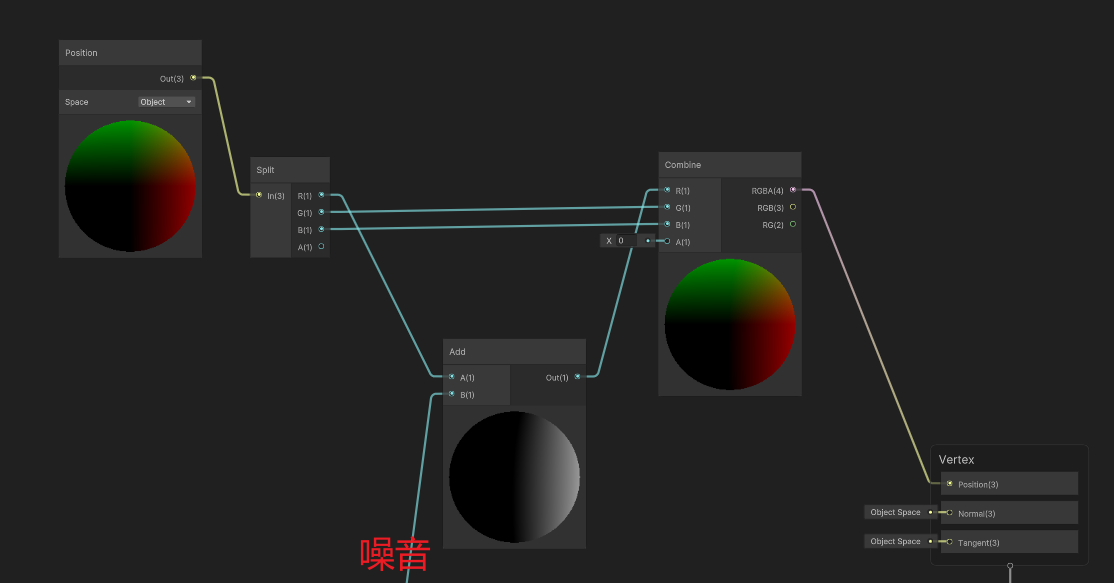 Position
Out(3)
Space Object
Split
In(3) R(1)
G(1)
B(1)
A(1)
Combine
R(1) RGBA(4)
G(1) RGB(3)
B(1) RG(2)
X 0 A(1)
Add
A(1) Out(1)
B(1)
噪音
Vertex
Position(3)
Object Space Normal(3)
Object Space Tangent(3)